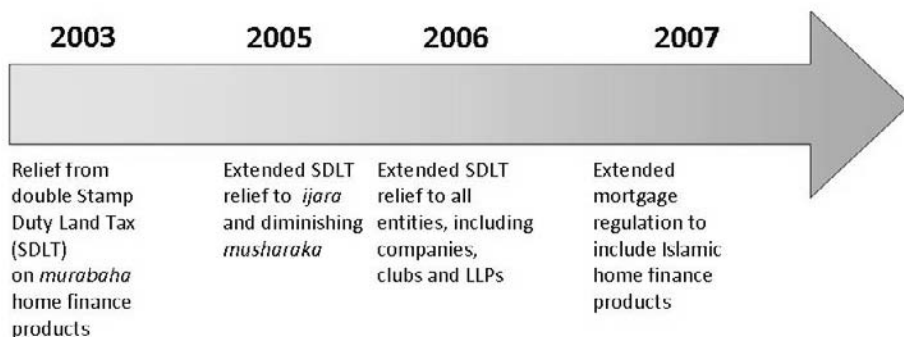 2003
2005
2006
2007
Relief from
double Stamp
Duty Land Tax
(SDLT)
on murabaha
home finance
products
Extended SDLT
relief to ijara
and diminishing
musharaka
Extended SDLT
relief to all
entities, including
companies,
clubs and LLPs
Extended
mortgage
regulation to
include Islamic
home finance
products